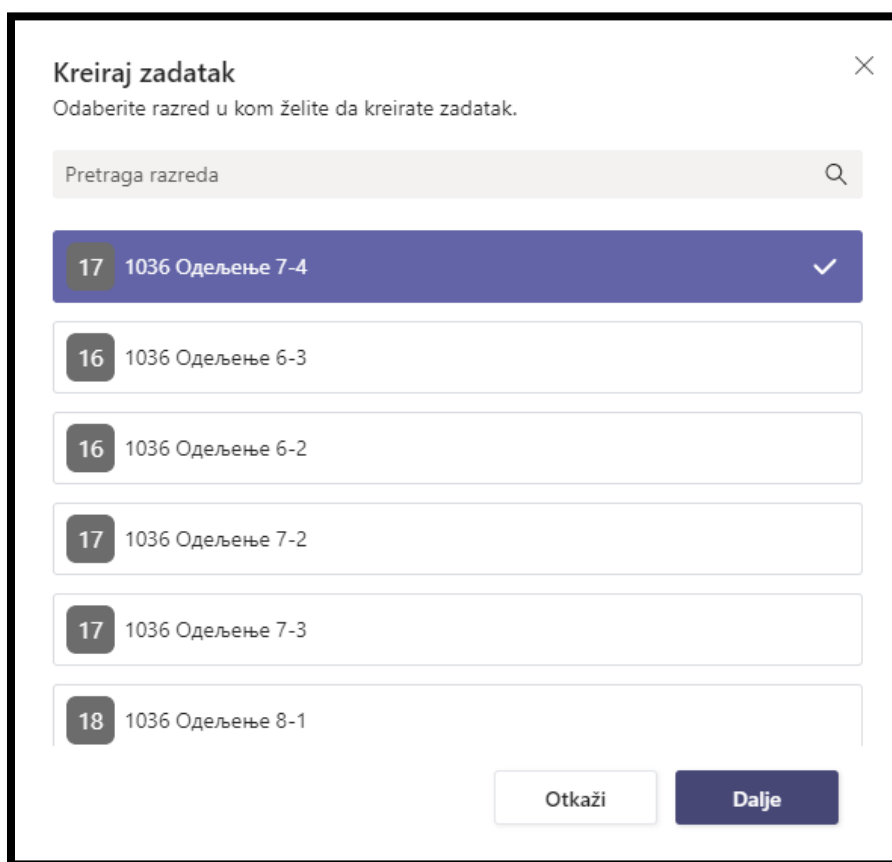 Kreiraj zadatak
Odaberite razred u kom želite da kreirate zadatak.
Pretraga razreda
17 1036 Одељење 7-4
16 1036 Одељење 6-3
16 1036 Одељење 6-2
17 1036 Одељење 7-2
17 1036 Одељење 7-3
18 1036 Одељење 8-1
Otkaži Dalje